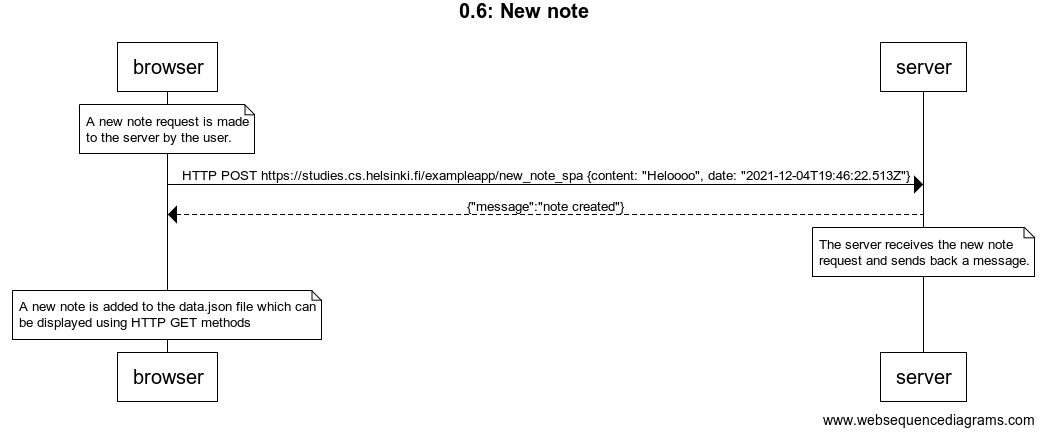 0.6: New note
browser
server
A new note request is made
to the server by the user.
HTTP POST https://studies.cs.helsinki.fi/exampleapp/new_note_spa {content: "Heloooo", date: "2021-12-04T19:46:22.513Z"}
{"message":"note created"}
The server receives the new note
request and sends back a message.
A new note is added to the data.json file which can
be displayed using HTTP GET methods
browser
server
www.websequencediagrams.com